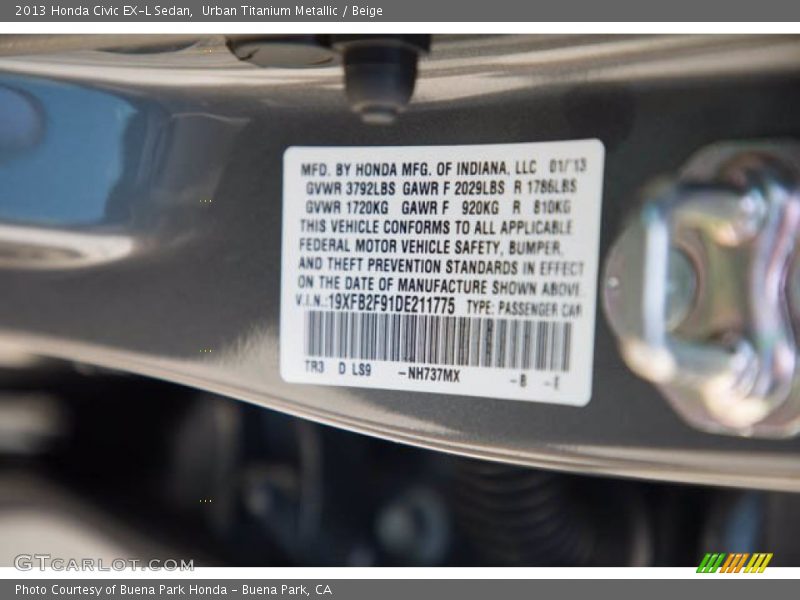 2013 Honda Civic EX-L Sedan, Urban Titanium Metallic / Beige
MFD. BY HONDA MFG. OF INDIANA, LLC 01/13
GVWR 3792LBS GAWR F 2029LBS R 1786LBS
GVWR 1720KG GAWR F 920KG R 810KG
THIS VEHICLE CONFORMS TO ALL APPLICABLE
FEDERAL MOTOR VEHICLE SAFETY, BUMPER,
AND THEFT PREVENTION STANDARDS IN EFFECT
ON THE DATE OF MANUFACTURE SHOWN ABOVE.
V.I.N.: 19XFB2F91DE211775 TYPE: PASSENGER CAR
TR3 D LS9 -NH737MX -B -E
GTCARLOT.COM
Photo Courtesy of Buena Park Honda - Buena Park, CA